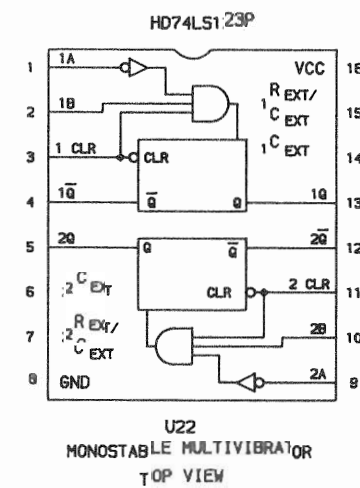 HD74LS123P
1 1A VCC 16
2 1B 1 R EXT/ C EXT 15
3 1 CLR CLR 1 C EXT 14
4 1Q̅ Q̅ Q 1Q 13
5 2Q Q Q̅ 2Q̅ 12
6 2 C EXT CLR 2 CLR 11
7 2 R EXT/ C EXT 2B 10
8 GND 2A 9
U22
MONOSTABLE MULTIVIBRATOR
TOP VIEW